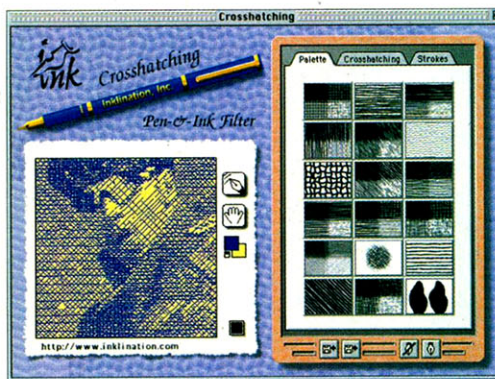 Crosshatching
ink
Crosshatching
Inklination, Inc.
Pen-&-Ink Filter
Palette
Crosshatching
Strokes
http://www.inklination.com